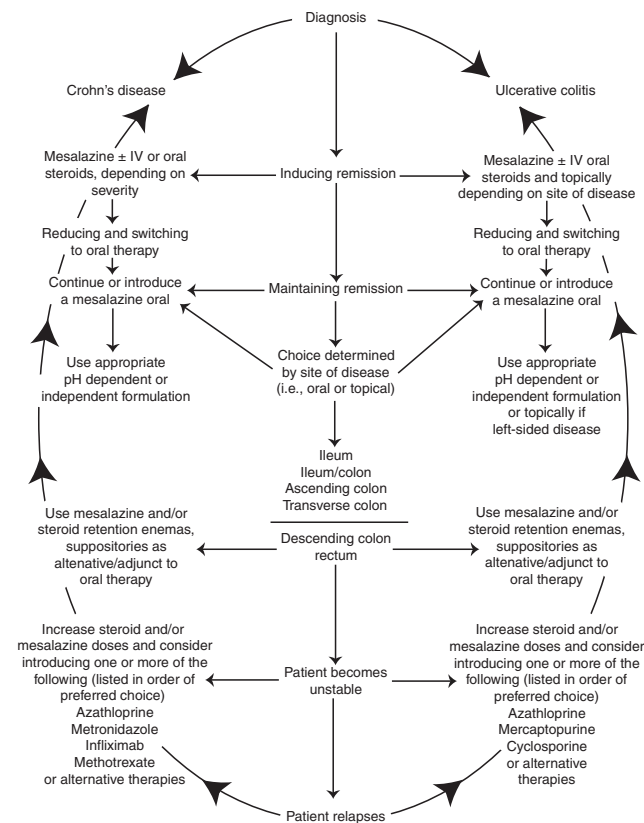 Diagnosis
Crohn's disease
Ulcerative colitis
Mesalazine ± IV or oral
steroids, depending on
severity
Inducing remission
Mesalazine ± IV oral
steroids and topically
depending on site of disease
Reducing and switching
to oral therapy
Reducing and switching
to oral therapy
Continue or introduce
a mesalazine oral
Maintaining remission
Continue or introduce
a mesalazine oral
Use appropriate
pH dependent or
independent formulation
Choice determined
by site of disease
(i.e., oral or topical)
Use appropriate
pH dependent or
independent formulation
or topically if
left-sided disease
Ileum
Ileum/colon
Ascending colon
Transverse colon
Use mesalazine and/or
steroid retention enemas,
suppositories as
altenative/adjunct to
oral therapy
Descending colon
rectum
Use mesalazine and/or
steroid retention enemas,
suppositories as
altenative/adjunct to
oral therapy
Increase steroid and/or
mesalazine doses and consider
introducing one or more of the
following (listed in order of
preferred choice)
Azathloprine
Metronidazole
Infliximab
Methotrexate
or alternative therapies
Patient becomes
unstable
Increase steroid and/or
mesalazine doses and consider
introducing one or more of the
following (listed in order of
preferred choice)
Azathloprine
Mercaptopurine
Cyclosporine
or alternative
therapies
Patient relapses